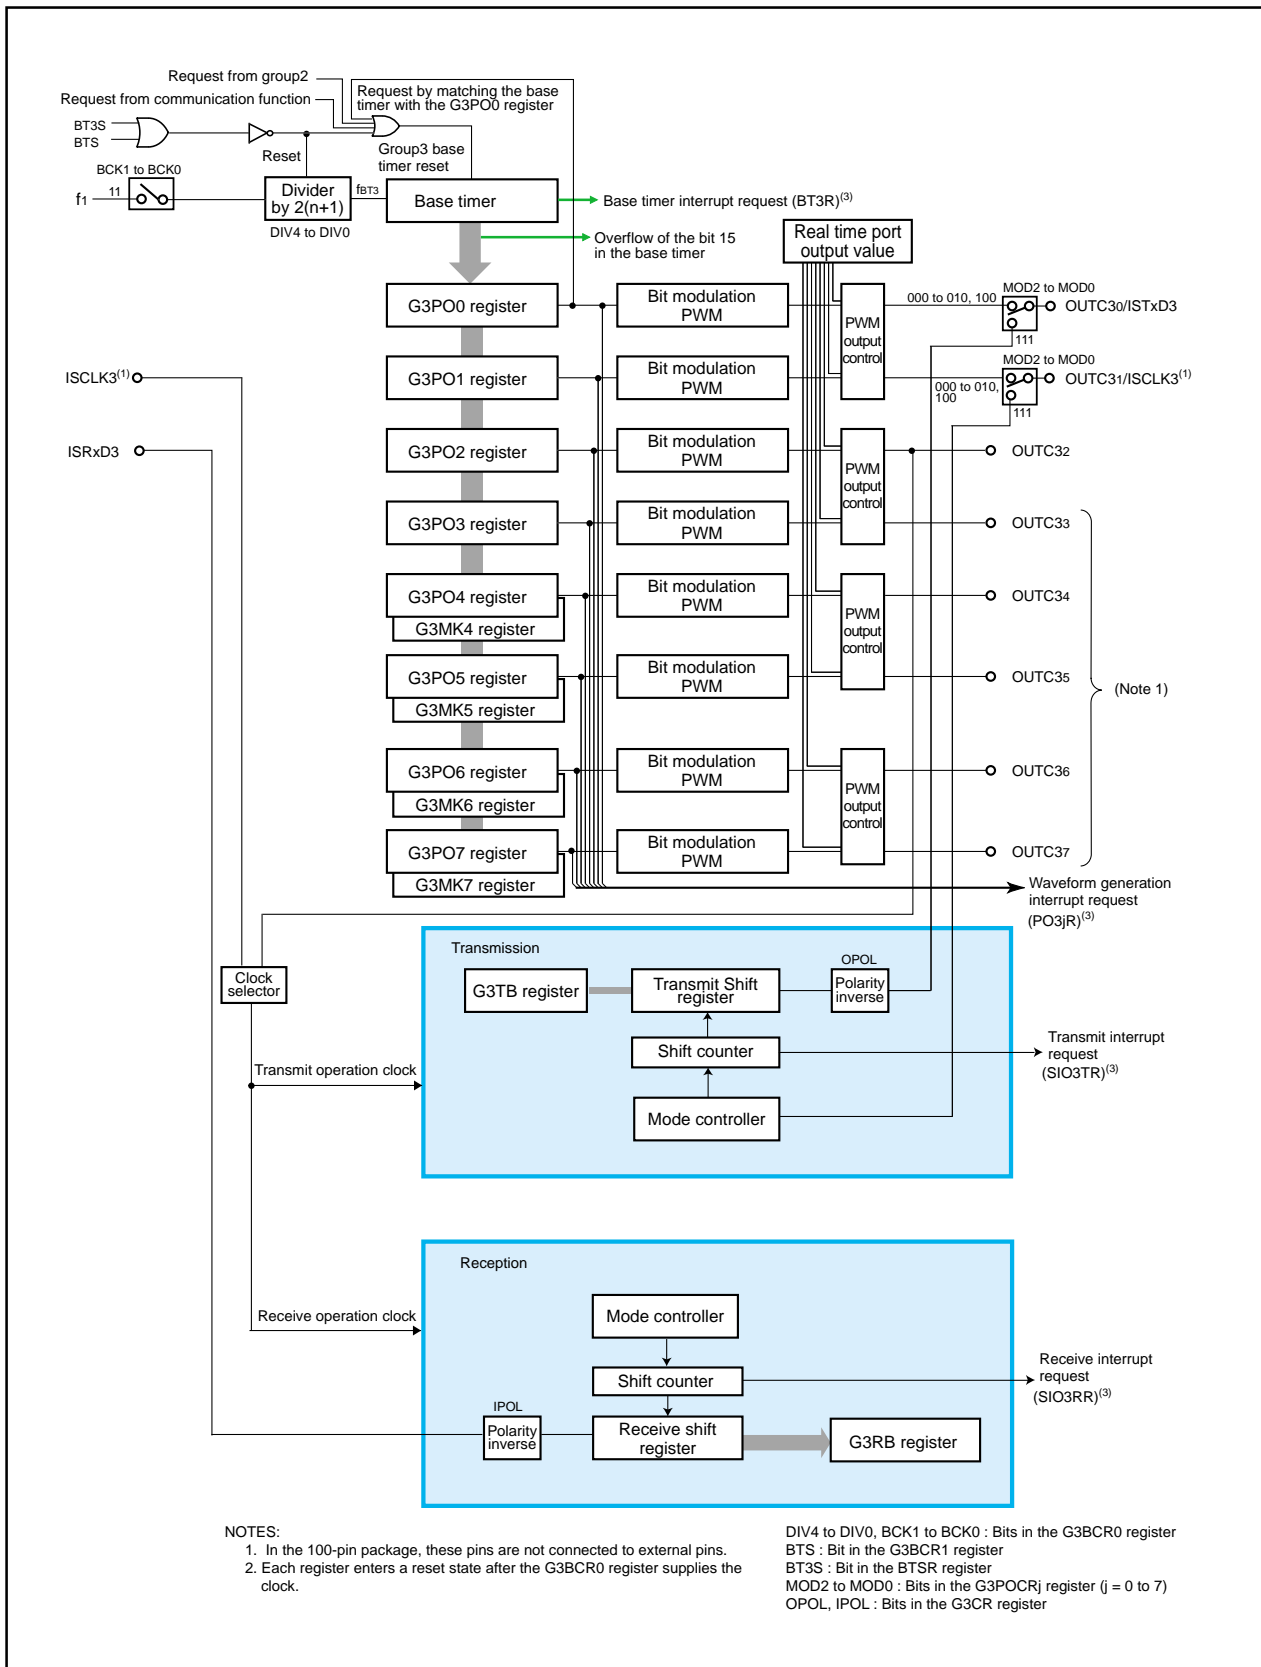 Request from group2
Request from communication function
Request by matching the base
timer with the G3PO0 register
BT3S
BTS
Reset
Group3 base
timer reset
BCK1 to BCK0
f1
11
Divider
by 2(n+1)
fBT3
Base timer
DIV4 to DIV0
Base timer interrupt request (BT3R)(3)
Overflow of the bit 15
in the base timer
Real time port
output value
G3PO0 register
Bit modulation
PWM
PWM
output
control
000 to 010, 100
MOD2 to MOD0
111
OUTC30/ISTxD3
ISCLK3(1)
G3PO1 register
Bit modulation
PWM
000 to 010,
100
MOD2 to MOD0
111
OUTC31/ISCLK3(1)
ISRxD3
G3PO2 register
Bit modulation
PWM
PWM
output
control
OUTC32
G3PO3 register
Bit modulation
PWM
OUTC33
G3PO4 register
G3MK4 register
Bit modulation
PWM
PWM
output
control
OUTC34
G3PO5 register
G3MK5 register
Bit modulation
PWM
OUTC35
(Note 1)
G3PO6 register
G3MK6 register
Bit modulation
PWM
PWM
output
control
OUTC36
G3PO7 register
G3MK7 register
Bit modulation
PWM
OUTC37
Waveform generation
interrupt request
(PO3jR)(3)
Transmission
Clock
selector
G3TB register
Transmit Shift
register
OPOL
Polarity
inverse
Shift counter
Transmit interrupt
request
(SIO3TR)(3)
Transmit operation clock
Mode controller
Reception
Receive operation clock
Mode controller
Shift counter
Receive interrupt
request
(SIO3RR)(3)
IPOL
Polarity
inverse
Receive shift
register
G3RB register
NOTES:
1. In the 100-pin package, these pins are not connected to external pins.
2. Each register enters a reset state after the G3BCR0 register supplies the
clock.
DIV4 to DIV0, BCK1 to BCK0 : Bits in the G3BCR0 register
BTS : Bit in the G3BCR1 register
BT3S : Bit in the BTSR register
MOD2 to MOD0 : Bits in the G3POCRj register (j = 0 to 7)
OPOL, IPOL : Bits in the G3CR register